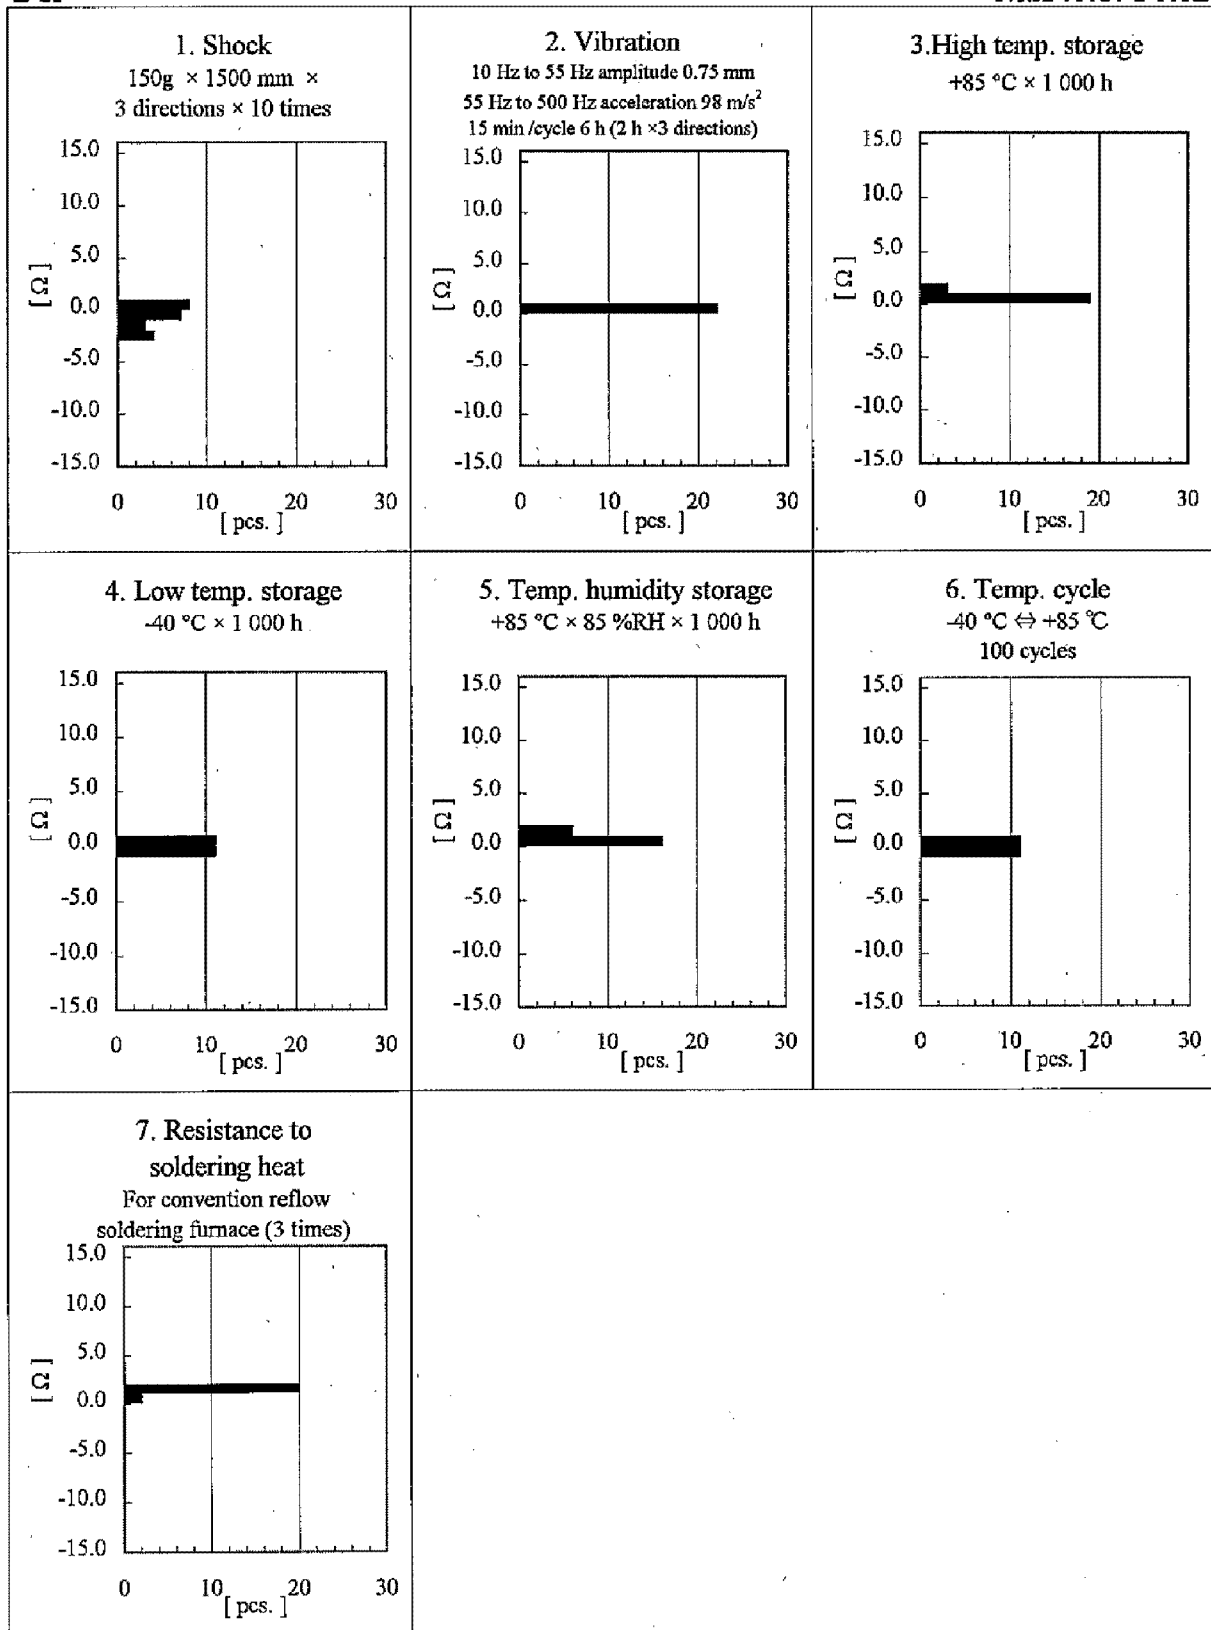 1. Shock
150g × 1500 mm ×
3 directions × 10 times
15.0
10.0
5.0
0.0
-5.0
-10.0
-15.0
[ Ω ]
0 10 20 30
[ pcs. ]
2. Vibration
10 Hz to 55 Hz amplitude 0.75 mm
55 Hz to 500 Hz acceleration 98 m/s²
15 min /cycle 6 h (2 h ×3 directions)
15.0
10.0
5.0
0.0
-5.0
-10.0
-15.0
[ Ω ]
0 10 20 30
[ pcs. ]
3.High temp. storage
+85 °C × 1 000 h
15.0
10.0
5.0
0.0
-5.0
-10.0
-15.0
[ Ω ]
0 10 20 30
[ pcs. ]
4. Low temp. storage
-40 °C × 1 000 h
15.0
10.0
5.0
0.0
-5.0
-10.0
-15.0
[ Ω ]
0 10 20 30
[ pcs. ]
5. Temp. humidity storage
+85 °C × 85 %RH × 1 000 h
15.0
10.0
5.0
0.0
-5.0
-10.0
-15.0
[ Ω ]
0 10 20 30
[ pcs. ]
6. Temp. cycle
-40 °C ⇔ +85 °C
100 cycles
15.0
10.0
5.0
0.0
-5.0
-10.0
-15.0
[ Ω ]
0 10 20 30
[ pcs. ]
7. Resistance to
soldering heat
For convention reflow
soldering furnace (3 times)
15.0
10.0
5.0
0.0
-5.0
-10.0
-15.0
[ Ω ]
0 10 20 30
[ pcs. ]